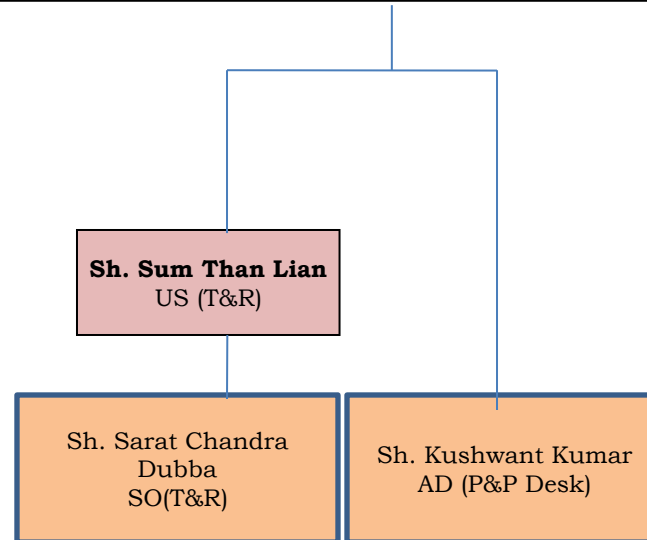 Sh. Sum Than Lian
US (T&R)
Sh. Sarat Chandra
Dubba
SO(T&R)
Sh. Kushwant Kumar
AD (P&P Desk)